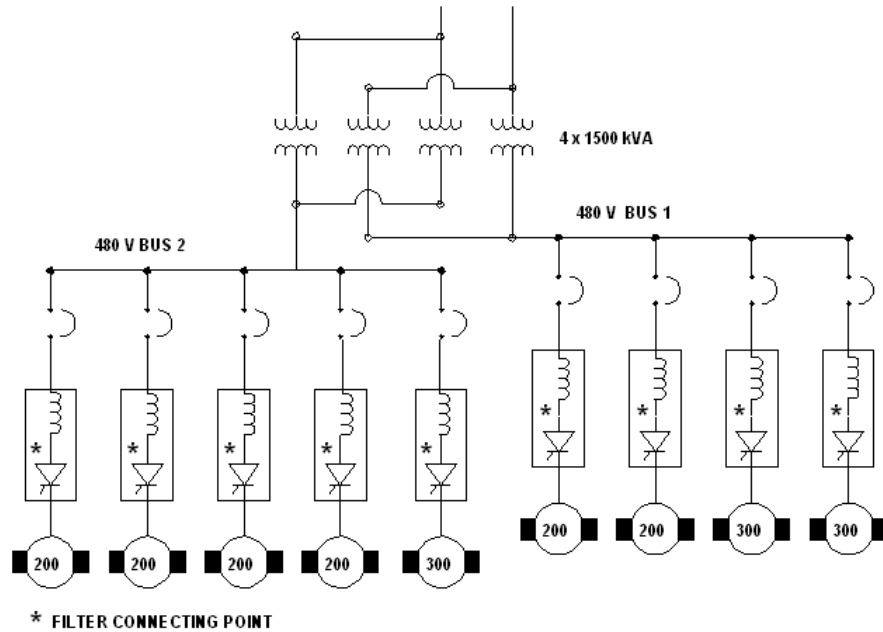 4 x 1500 kVA
480 V BUS 1
480 V BUS 2
* * * *
* * * * *
200 200 300 300
200 200 200 200 300
* FILTER CONNECTING POINT